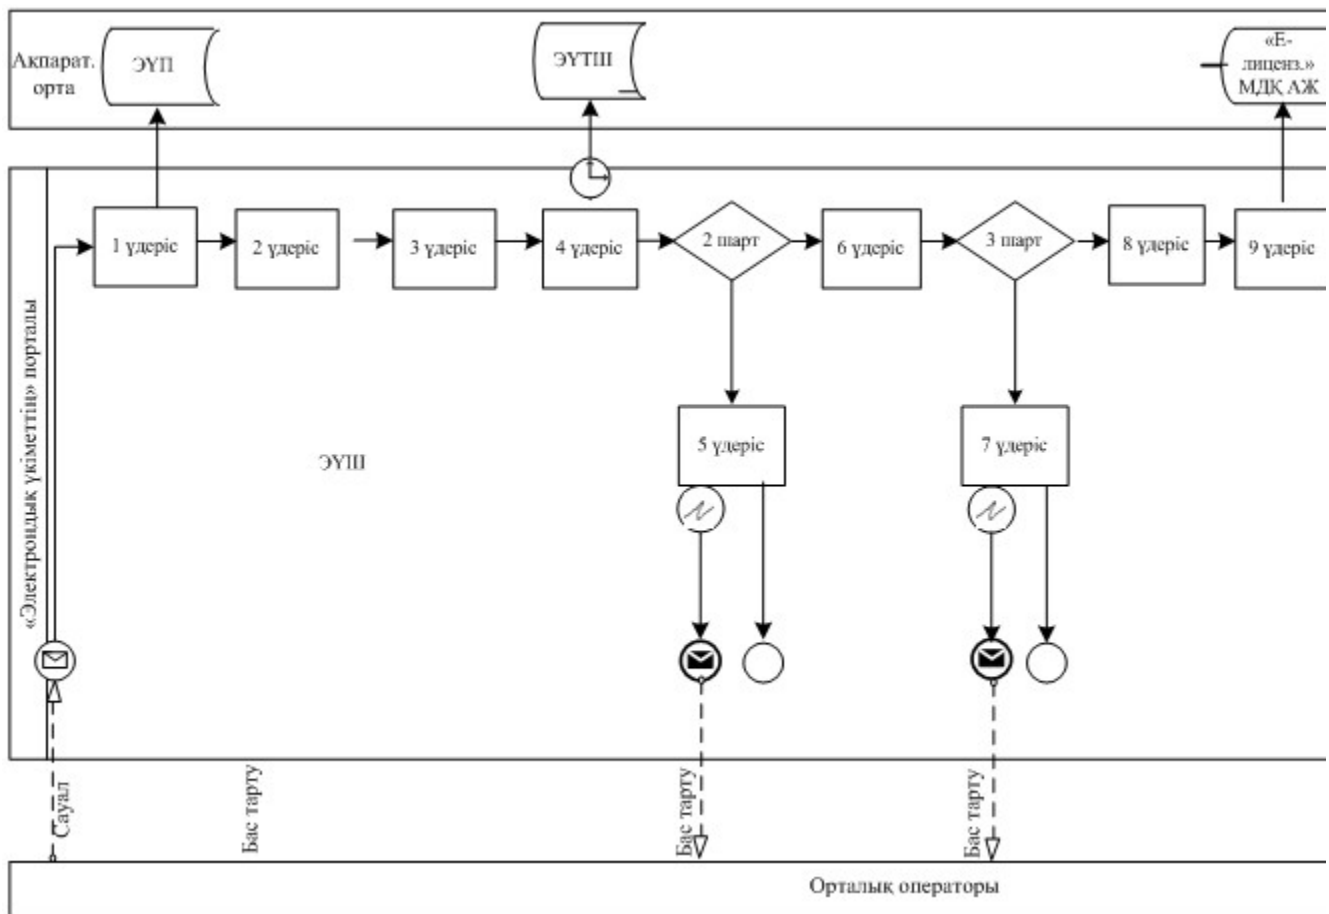 Ақпарат.
орта
ЭҮП
ЭҮТШ
«Е-
лиценз.»
МДҚ АЖ
«Электрондық үкіметтің» порталы
1 үдеріс
2 үдеріс
3 үдеріс
4 үдеріс
2 шарт
6 үдеріс
3 шарт
8 үдеріс
9 үдеріс
5 үдеріс
7 үдеріс
ЭҮШ
Сауал
Бас тарту
Бас тарту
Бас тарту
Орталық операторы